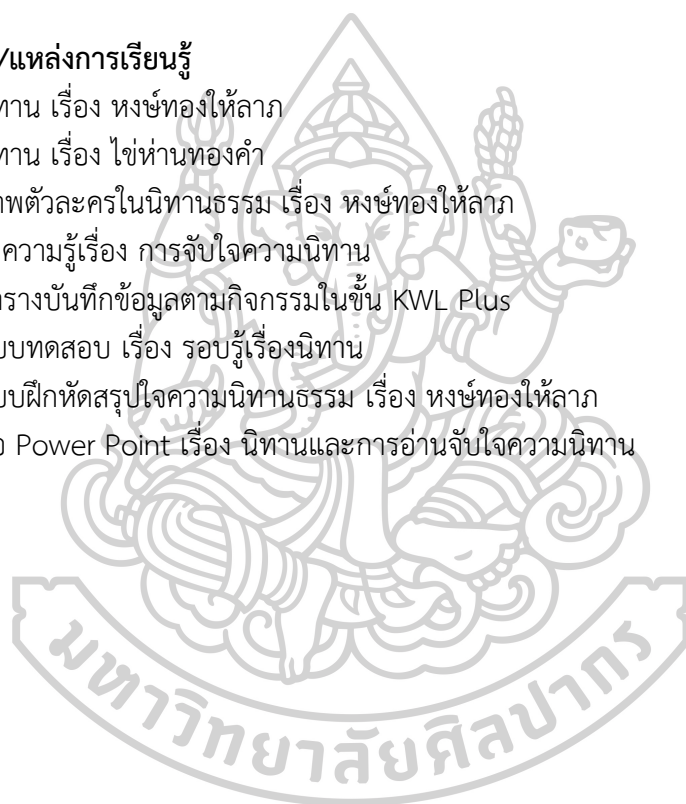 /แหล่งการเรียนรู้
ทาน เรื่อง หงษ์ทองให้ลาภ
ทาน เรื่อง ไข่ห่านทองคำ
าพตัวละครในนิทานธรรม เรื่อง หงษ์ทองให้ลาภ
ความรู้เรื่อง การจับใจความนิทาน
ารางบันทึกข้อมูลตามกิจกรรมในขั้น KWL Plus
บบทดสอบ เรื่อง รอบรู้เรื่องนิทาน
บบฝึกหัดสรุปใจความนิทานธรรม เรื่อง หงษ์ทองให้ลาภ
อ Power Point เรื่อง นิทานและการอ่านจับใจความนิทาน
มหาวิทยาลัยศิลปากร